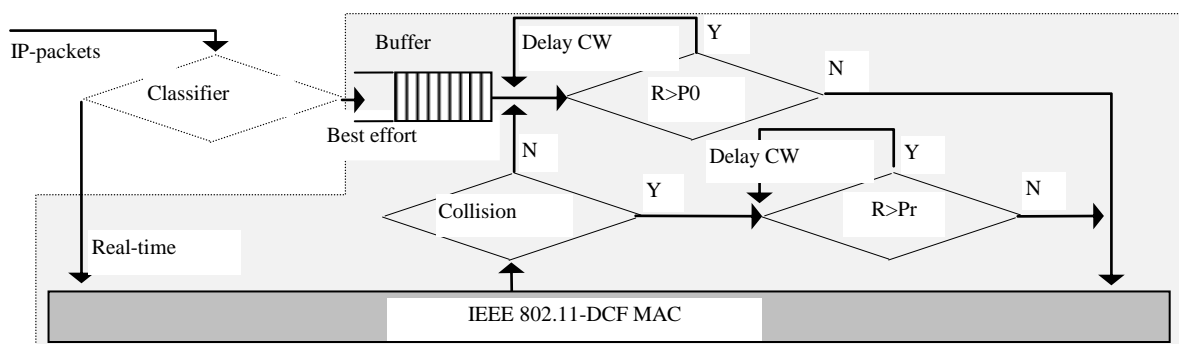 IP-packets
Classifier
Buffer
Best effort
Delay CW
Y
R>P0
N
N
Collision
Y
Delay CW
Y
R>Pr
N
Real-time
IEEE 802.11-DCF MAC